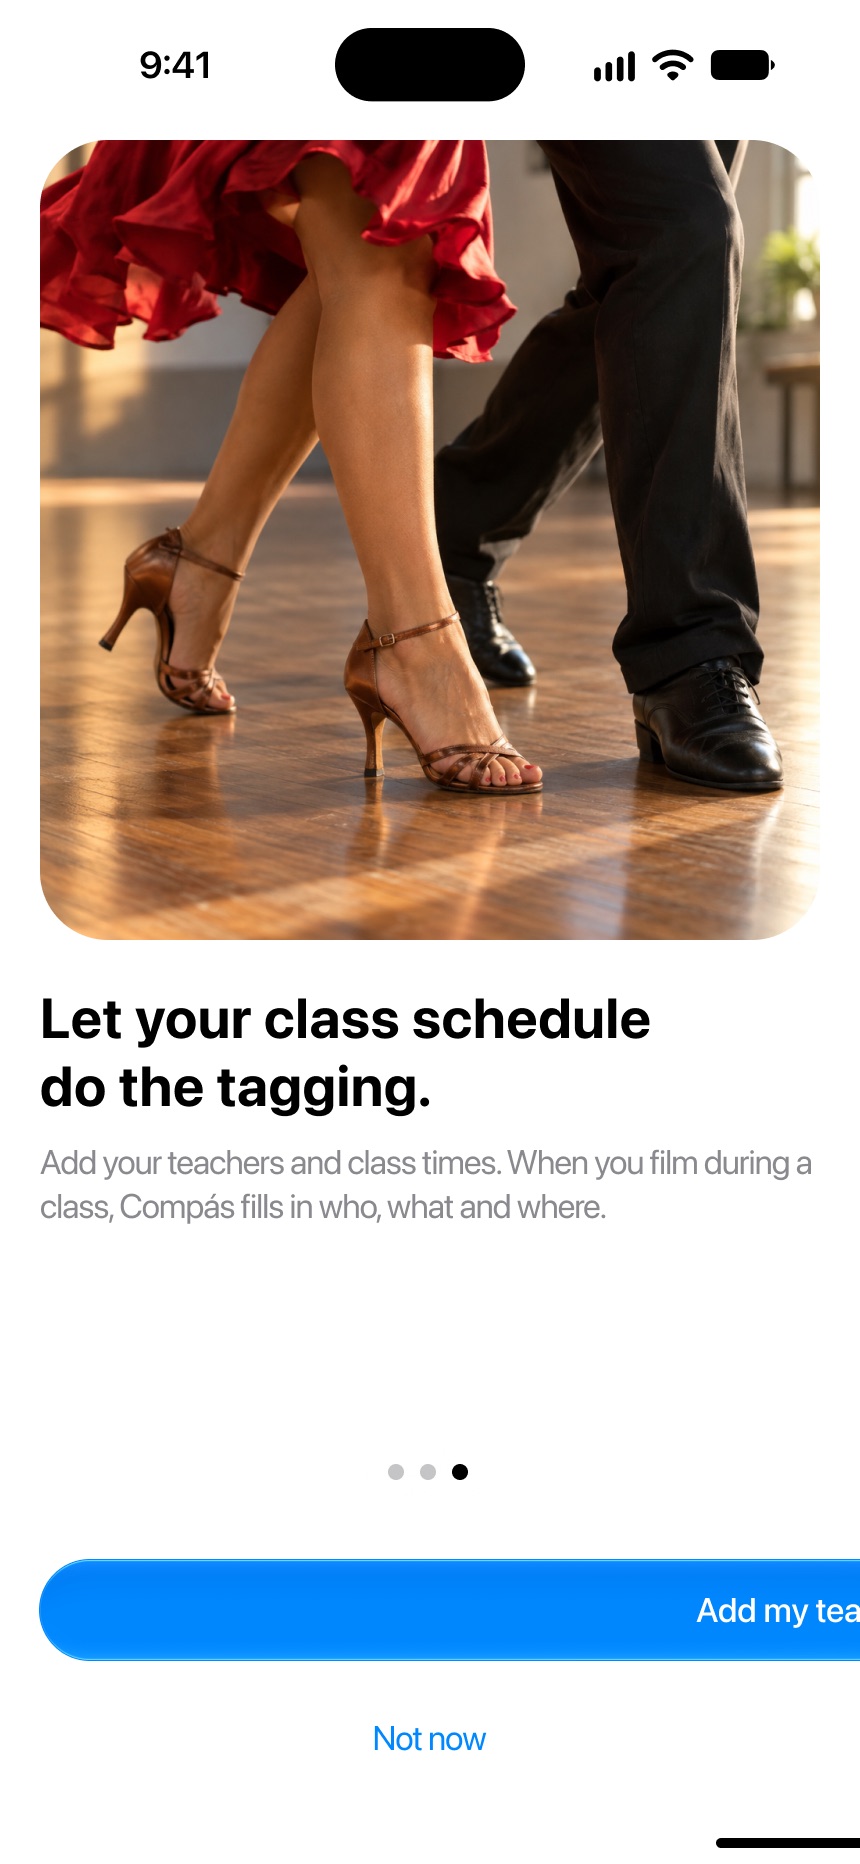 9:41
Let your class schedule
do the tagging.
Add your teachers and class times. When you film during a
class, Compás fills in who, what and where.
Add my tea
Not now